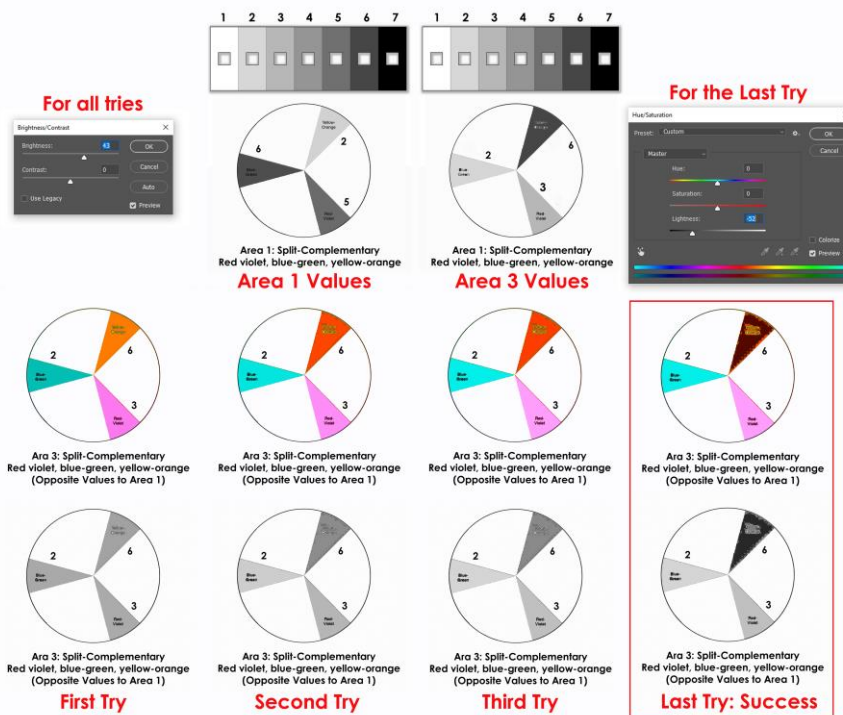 1 2 3 4 5 6 7
1 2 3 4 5 6 7
For all tries
Brightness/Contrast
Brightness: 43
Contrast: 0
Use Legacy
OK
Cancel
Auto
Preview
Yellow
Orange
2
6
Blue
Green
5
Red
Violet
Area 1: Split-Complementary
Red violet, blue-green, yellow-orange
Area 1 Values
6
2
Blue
Green
3
Red
Violet
Area 1: Split-Complementary
Red violet, blue-green, yellow-orange
Area 3 Values
For the Last Try
Hue/Saturation
Preset: Custom
OK
Cancel
Master
Hue: 0
Saturation: 0
Lightness: -52
Colorize
Preview
Yellow
Orange
2
6
Blue
Green
3
Red
Violet
Ara 3: Split-Complementary
Red violet, blue-green, yellow-orange
(Opposite Values to Area 1)
2
6
Blue
Green
3
Red
Violet
Ara 3: Split-Complementary
Red violet, blue-green, yellow-orange
(Opposite Values to Area 1)
2
6
Blue
Green
3
Red
Violet
Ara 3: Split-Complementary
Red violet, blue-green, yellow-orange
(Opposite Values to Area 1)
2
6
Blue
Green
3
Red
Violet
Ara 3: Split-Complementary
Red violet, blue-green, yellow-orange
(Opposite Values to Area 1)
Yellow
Orange
2
6
Blue
Green
3
Red
Violet
Ara 3: Split-Complementary
Red violet, blue-green, yellow-orange
(Opposite Values to Area 1)
First Try
2
6
Blue
Green
3
Red
Violet
Ara 3: Split-Complementary
Red violet, blue-green, yellow-orange
(Opposite Values to Area 1)
Second Try
2
6
Blue
Green
3
Red
Violet
Ara 3: Split-Complementary
Red violet, blue-green, yellow-orange
(Opposite Values to Area 1)
Third Try
2
6
Blue
Green
3
Red
Violet
Ara 3: Split-Complementary
Red violet, blue-green, yellow-orange
(Opposite Values to Area 1)
Last Try: Success